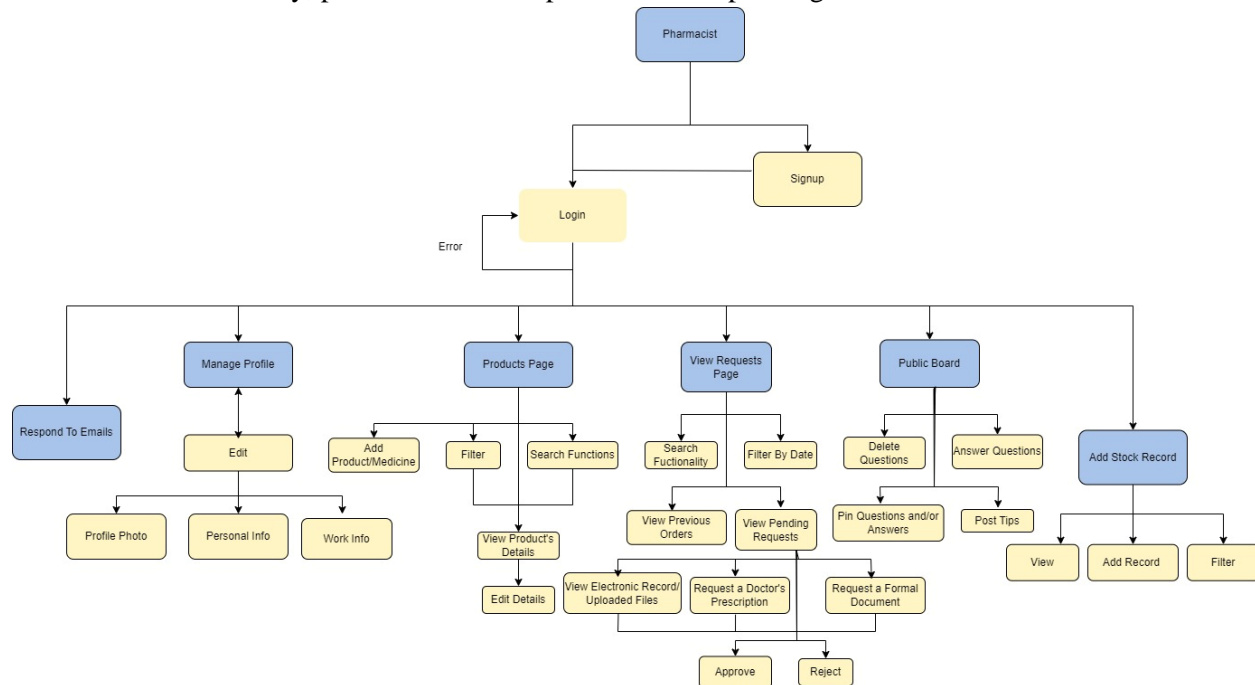 Pharmacist
Signup
Login
Error
Manage Profile
Products Page
View Requests
Page
Public Board
Respond To Emails
Add Stock Record
Edit
Add
Product/Medicine
Filter
Search Functions
Search
Fuctionality
Filter By Date
Delete
Questions
Answer Questions
Profile Photo
Personal Info
Work Info
View Product's
Details
Edit Details
View Previous
Orders
View Pending
Requests
Pin Questions and/or
Answers
Post Tips
View
Add Record
Filter
View Electronic Record/
Uploaded Files
Request a Doctor's
Prescription
Request a Formal
Document
Approve
Reject